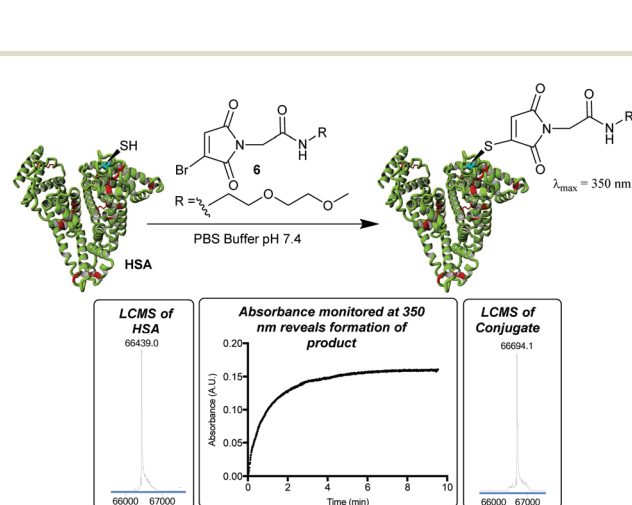 SH
O
O
N
N
H
R
Br
O
6
R =
O
O
PBS Buffer pH 7.4
HSA
O
O
S
N
O
N
H
R
λmax = 350 nm
LCMS of
HSA
66439.0
66000 67000
Absorbance monitored at 350
nm reveals formation of
product
Absorbance (A.U.)
0.20
0.15
0.10
0.05
0.00
0 2 4 6 8 10
Time (min)
LCMS of
Conjugate
66694.1
66000 67000